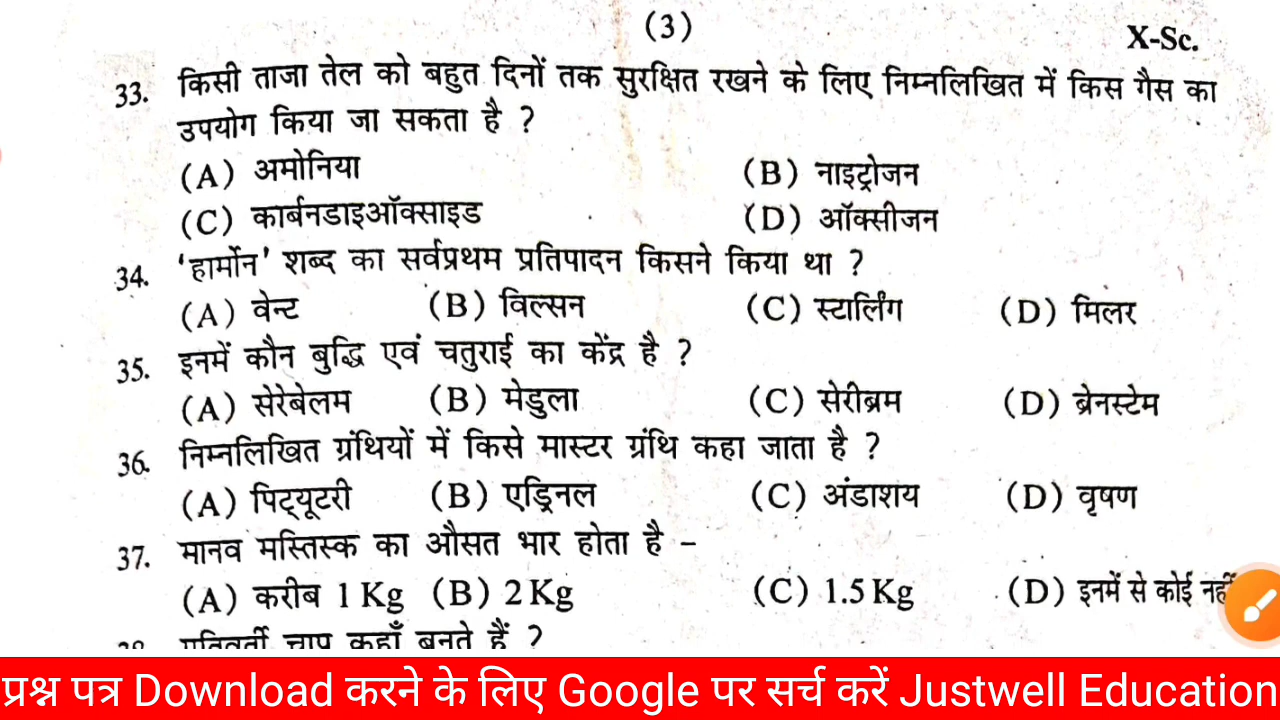 (3)
X-Sc.
33. किसी ताजा तेल को बहुत दिनों तक सुरक्षित रखने के लिए निम्नलिखित में किस गैस का
उपयोग किया जा सकता है ?
(A) अमोनिया (B) नाइट्रोजन
(C) कार्बनडाइऑक्साइड (D) ऑक्सीजन
34. 'हार्मोन' शब्द का सर्वप्रथम प्रतिपादन किसने किया था ?
(A) वेन्ट (B) विल्सन (C) स्टार्लिंग (D) मिलर
35. इनमें कौन बुद्धि एवं चतुराई का केंद्र है ?
(A) सेरेबेलम (B) मेडुला (C) सेरीब्रम (D) ब्रेनस्टेम
36. निम्नलिखित ग्रंथियों में किसे मास्टर ग्रंथि कहा जाता है ?
(A) पिट्यूटरी (B) एड्रिनल (C) अंडाशय (D) वृषण
37. मानव मस्तिस्क का औसत भार होता है –
(A) करीब 1 Kg (B) 2 Kg (C) 1.5 Kg (D) इनमें से कोई नहीं
चाप कहाँ बनते हैं ?
प्रश्न पत्र Download करने के लिए Google पर सर्च करें Justwell Education